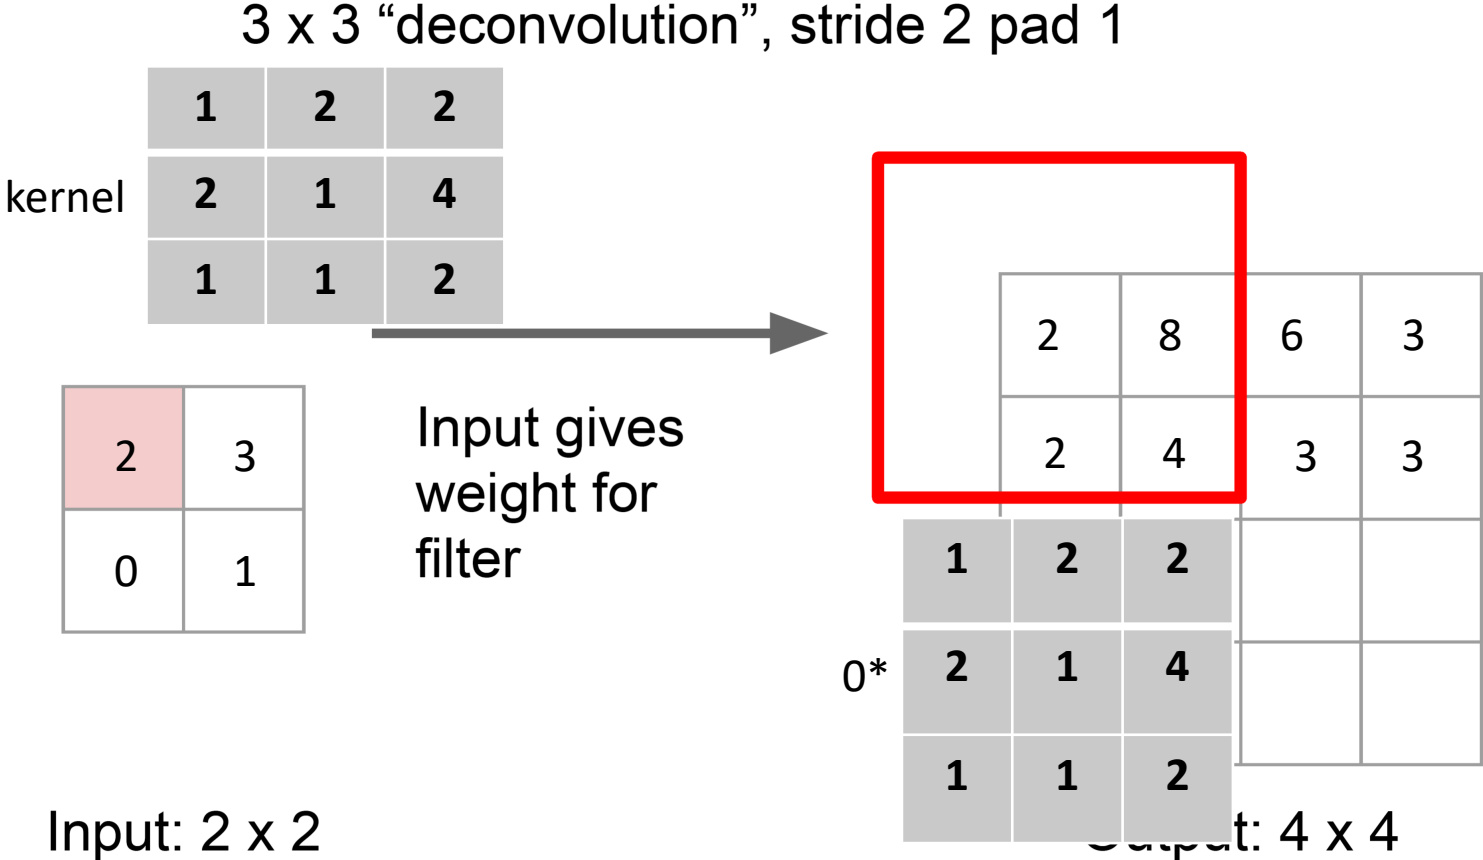 3 x 3 “deconvolution”, stride 2 pad 1
1 2 2
kernel 2 1 4
1 1 2
2 8 6 3
2 4 3 3
2 3
0 1
Input gives
weight for
filter
1 2 2
0* 2 1 4
1 1 2
Input: 2 x 2
t: 4 x 4